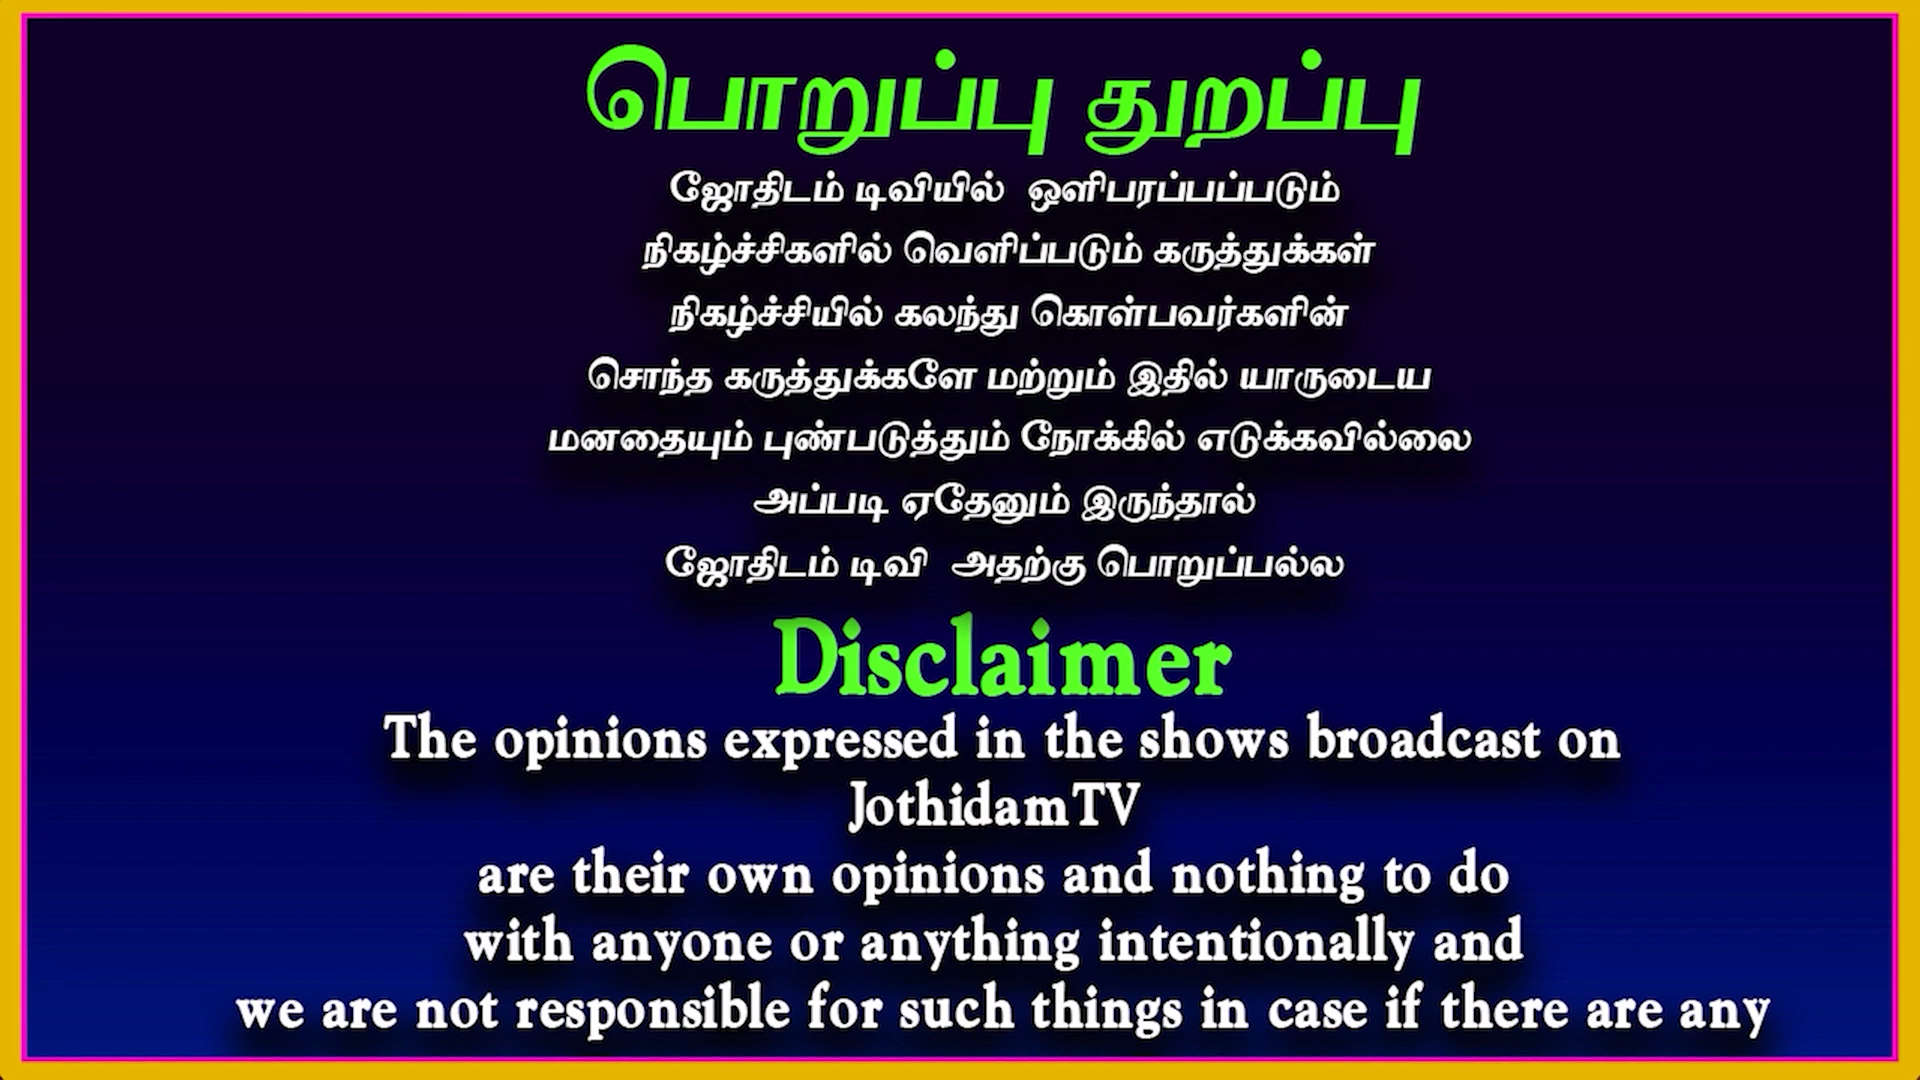 பொறுப்பு துறப்பு
ஜோதிடம் டிவியில் ஒளிபரப்பப்படும்
நிகழ்ச்சிகளில் வெளிப்படும் கருத்துக்கள்
நிகழ்ச்சியில் கலந்து கொள்பவர்களின்
சொந்த கருத்துக்களே மற்றும் இதில் யாருடைய
மனதையும் புண்படுத்தும் நோக்கில் எடுக்கவில்லை
அப்படி ஏதேனும் இருந்தால்
ஜோதிடம் டிவி அதற்கு பொறுப்பல்ல
Disclaimer
The opinions expressed in the shows broadcast on
JothidamTV
are their own opinions and nothing to do
with anyone or anything intentionally and
we are not responsible for such things in case if there are any